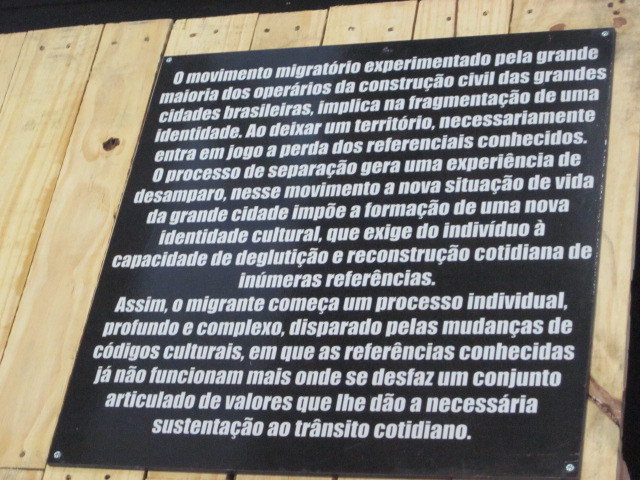 O movimento migratório experimentado pela grande
maioria dos operários da construção civil das grandes
cidades brasileiras, implica na fragmentação de uma
identidade. Ao deixar um território, necessariamente
entra em jogo a perda dos referenciais conhecidos.
O processo de separação gera uma experiência de
desamparo, nesse movimento a nova situação de vida
da grande cidade impõe a formação de uma nova
identidade cultural, que exige do indivíduo à
capacidade de deglutição e reconstrução cotidiana de
inúmeras referências.
Assim, o migrante começa um processo individual,
profundo e complexo, disparado pelas mudanças de
códigos culturais, em que as referências conhecidas
já não funcionam mais onde se desfaz um conjunto
articulado de valores que lhe dão a necessária
sustentação ao trânsito cotidiano.